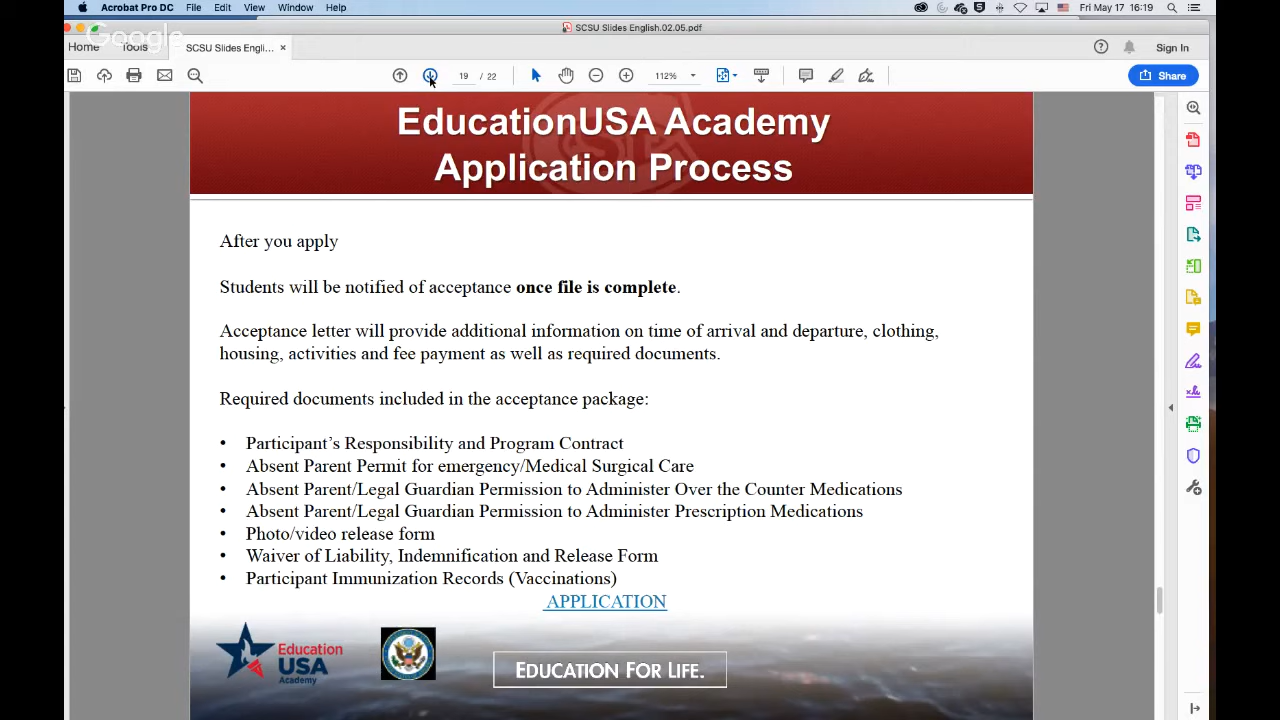 Acrobat Pro DC File Edit View Window Help Fri May 17 16:19
SCSU Slides English.02.05.pdf
Google
Home Tools SCSU Slides Engli... × Sign In
19 / 22 112% Share
EducationUSA Academy
Application Process
After you apply
Students will be notified of acceptance once file is complete.
Acceptance letter will provide additional information on time of arrival and departure, clothing,
housing, activities and fee payment as well as required documents.
Required documents included in the acceptance package:
• Participant's Responsibility and Program Contract
• Absent Parent Permit for emergency/Medical Surgical Care
• Absent Parent/Legal Guardian Permission to Administer Over the Counter Medications
• Absent Parent/Legal Guardian Permission to Administer Prescription Medications
• Photo/video release form
• Waiver of Liability, Indemnification and Release Form
• Participant Immunization Records (Vaccinations)
APPLICATION
Education
USA
Academy
EDUCATION FOR LIFE.